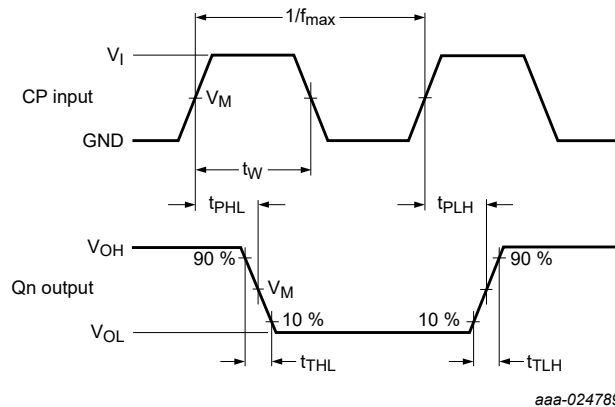 1/fmax
VI
CP input
VM
GND
tW
tPHL
tPLH
VOH
90 %
90 %
Qn output
VM
10 %
10 %
VOL
tTHL
tTLH
aaa-024789